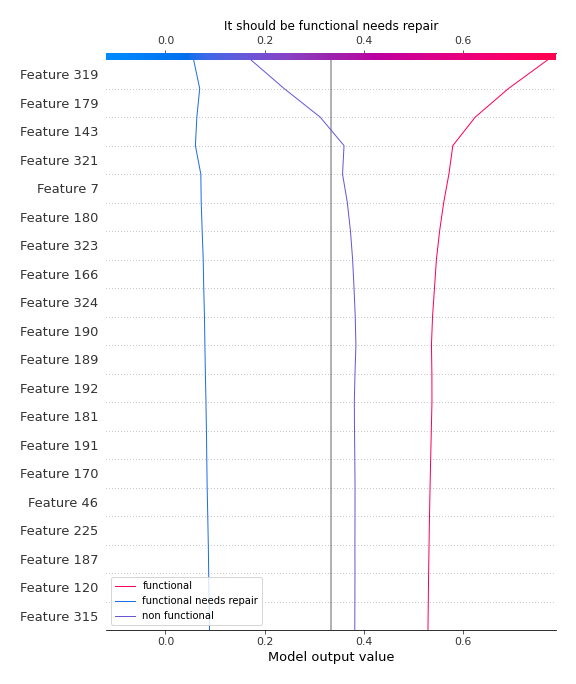 It should be functional needs repair
0.0 0.2 0.4 0.6
Feature 319
Feature 179
Feature 143
Feature 321
Feature 7
Feature 180
Feature 323
Feature 166
Feature 324
Feature 190
Feature 189
Feature 192
Feature 181
Feature 191
Feature 170
Feature 46
Feature 225
Feature 187
Feature 120
Feature 315
functional
functional needs repair
non functional
0.0 0.2 0.4 0.6
Model output value